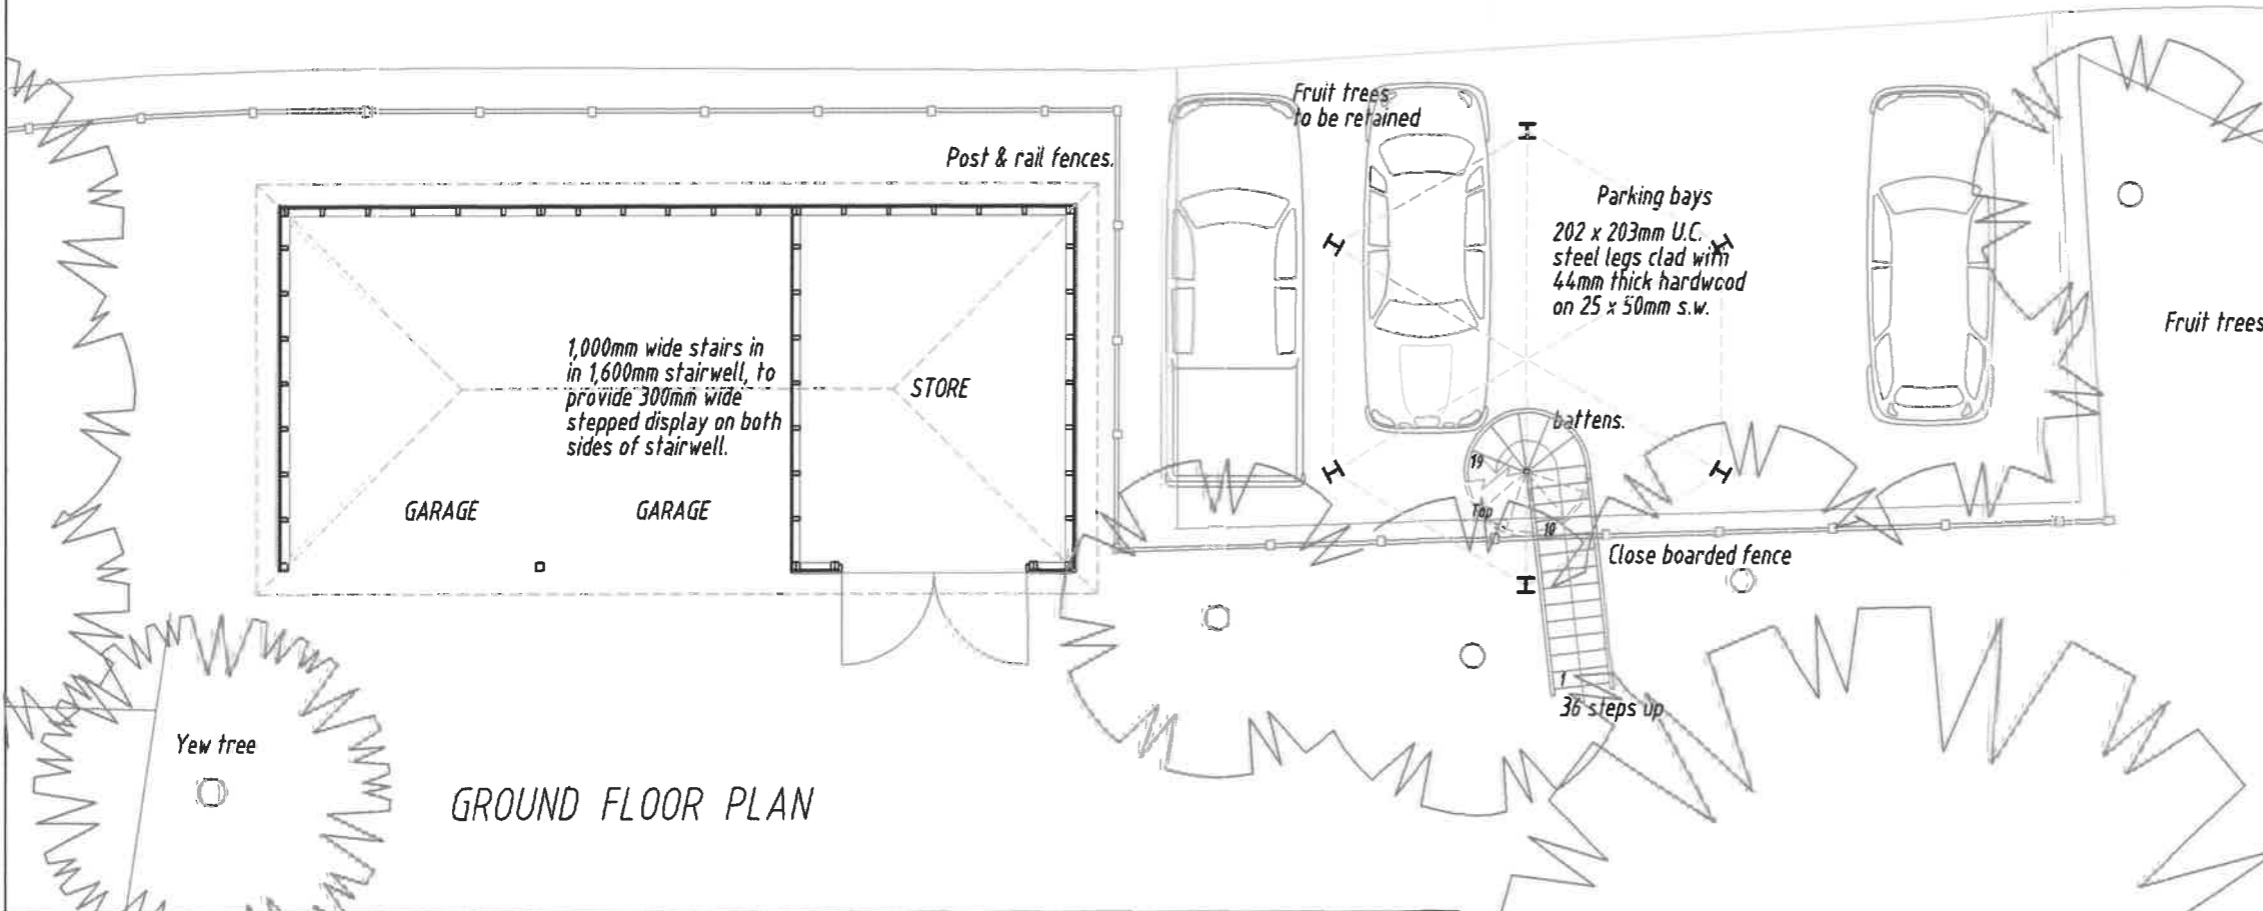 Fruit trees
to be retained
Post & rail fences.
Parking bays
202 x 203mm U.C.
steel legs clad with
44mm thick hardwood
on 25 x 50mm s.w.
battens.
Fruit trees
1,000mm wide stairs in
in 1,600mm stairwell, to
provide 300mm wide
stepped display on both
sides of stairwell.
STORE
GARAGE
GARAGE
19
Top
10
Close boarded fence
1
36 steps up
Yew tree
GROUND FLOOR PLAN